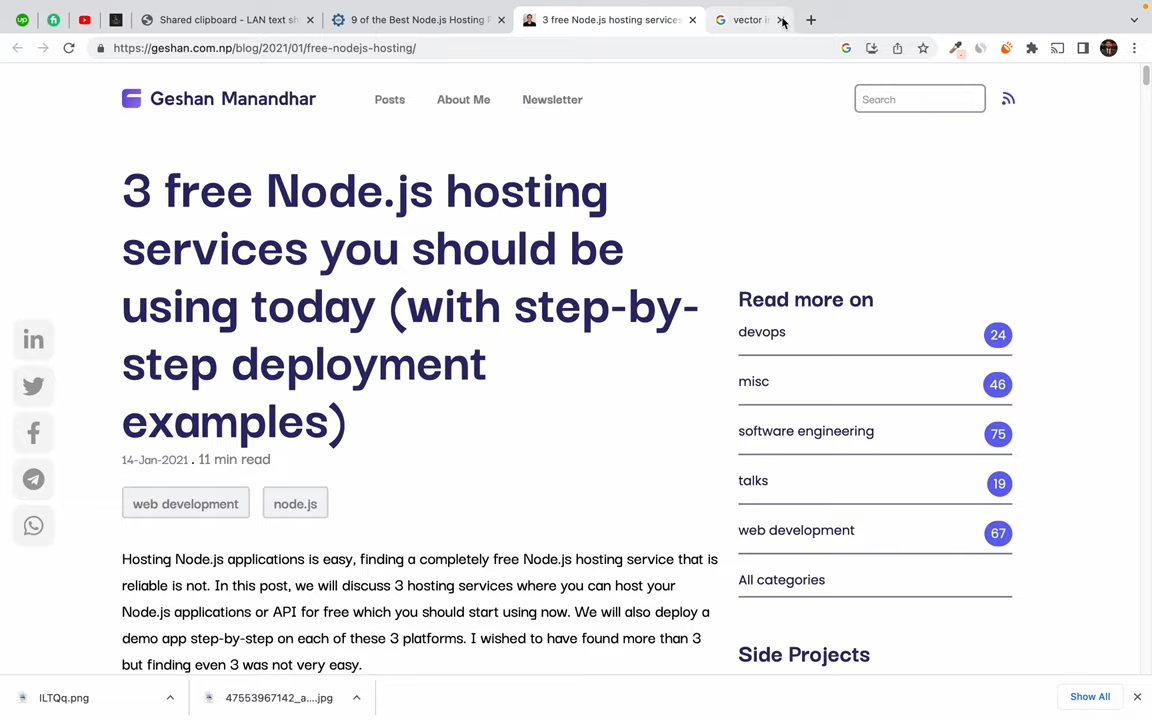 Shared clipboard - LAN text sh
9 of the Best Node.js Hosting P
3 free Node.js hosting services
vector i
https://geshan.com.np/blog/2021/01/free-nodejs-hosting/
Geshan Manandhar
Posts
About Me
Newsletter
Search
3 free Node.js hosting
services you should be
using today (with step-by-
step deployment
examples)
14-Jan-2021 . 11 min read
web development
node.js
Hosting Node.js applications is easy, finding a completely free Node.js hosting service that is
reliable is not. In this post, we will discuss 3 hosting services where you can host your
Node.js applications or API for free which you should start using now. We will also deploy a
demo app step-by-step on each of these 3 platforms. I wished to have found more than 3
but finding even 3 was not very easy.
Read more on
devops 24
misc 46
software engineering 75
talks 19
web development 67
All categories
Side Projects
ILTQq.png
47553967142_a....jpg
Show All